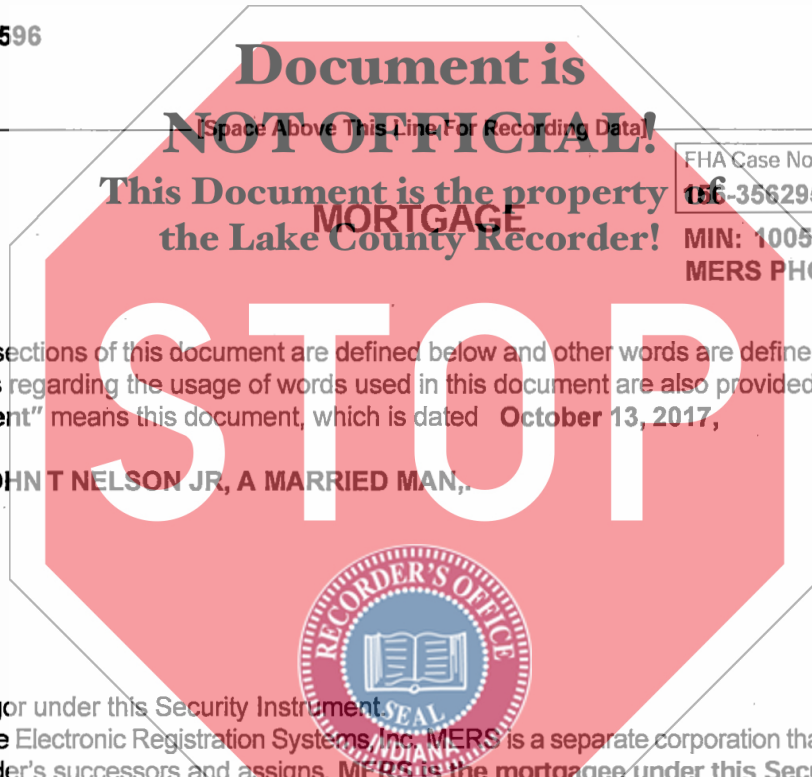 596
Document is
NOT OFFICIAL!
[Space Above This Line For Recording Data]
FHA Case No
This Document is the property of
156-35629
MORTGAGE
the Lake County Recorder!
MIN: 1005
MERS PHO
STOP
sections of this document are defined below and other words are define
s regarding the usage of words used in this document are also provided
ent” means this document, which is dated October 13, 2017,
OHN T NELSON JR, A MARRIED MAN,.
RECORDER'S OFFICE
SEAL
INDIANA
gor under this Security Instrument.
e Electronic Registration Systems, Inc. MERS is a separate corporation tha
der's successors and assigns. MERS is the mortgagee under this Sec